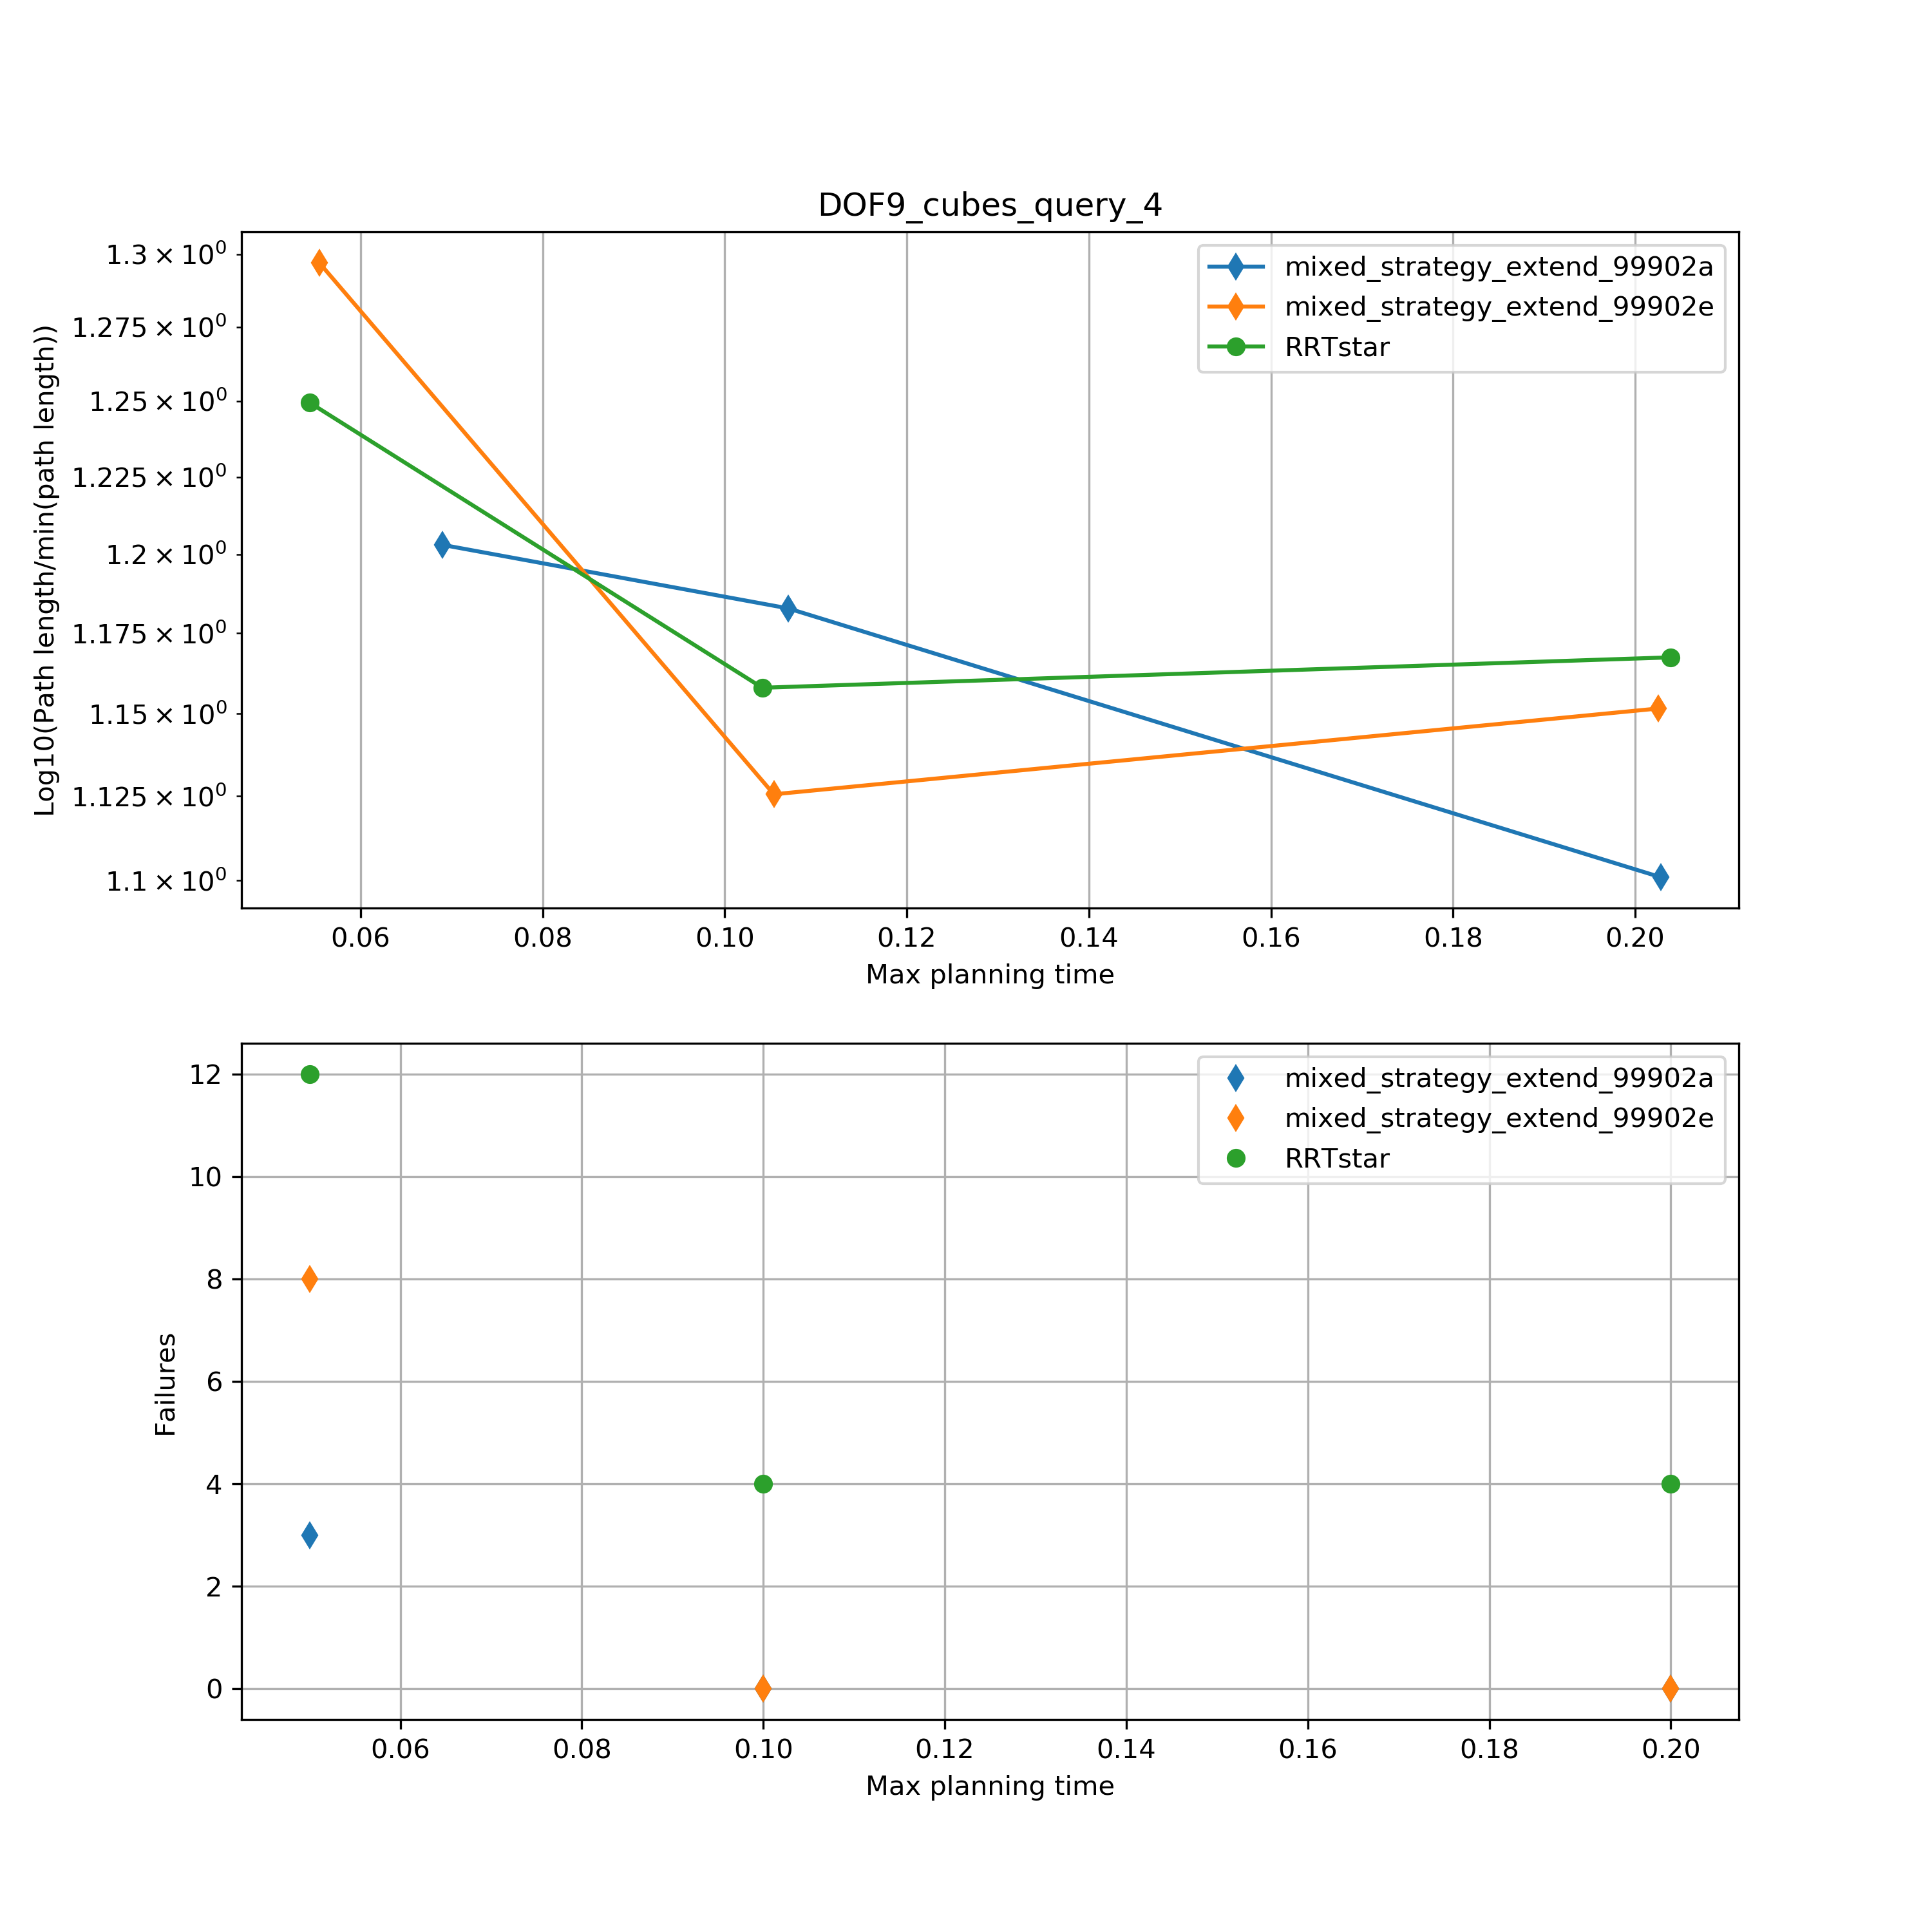 DOF9_cubes_query_4
1.3 × 10⁰
1.275 × 10⁰
1.25 × 10⁰
1.225 × 10⁰
1.2 × 10⁰
1.175 × 10⁰
1.15 × 10⁰
1.125 × 10⁰
1.1 × 10⁰
Log10(Path length/min(path length))
mixed_strategy_extend_99902a
mixed_strategy_extend_99902e
RRTstar
0.06 0.08 0.10 0.12 0.14 0.16 0.18 0.20
Max planning time
12
10
8
6
4
2
0
Failures
mixed_strategy_extend_99902a
mixed_strategy_extend_99902e
RRTstar
0.06 0.08 0.10 0.12 0.14 0.16 0.18 0.20
Max planning time